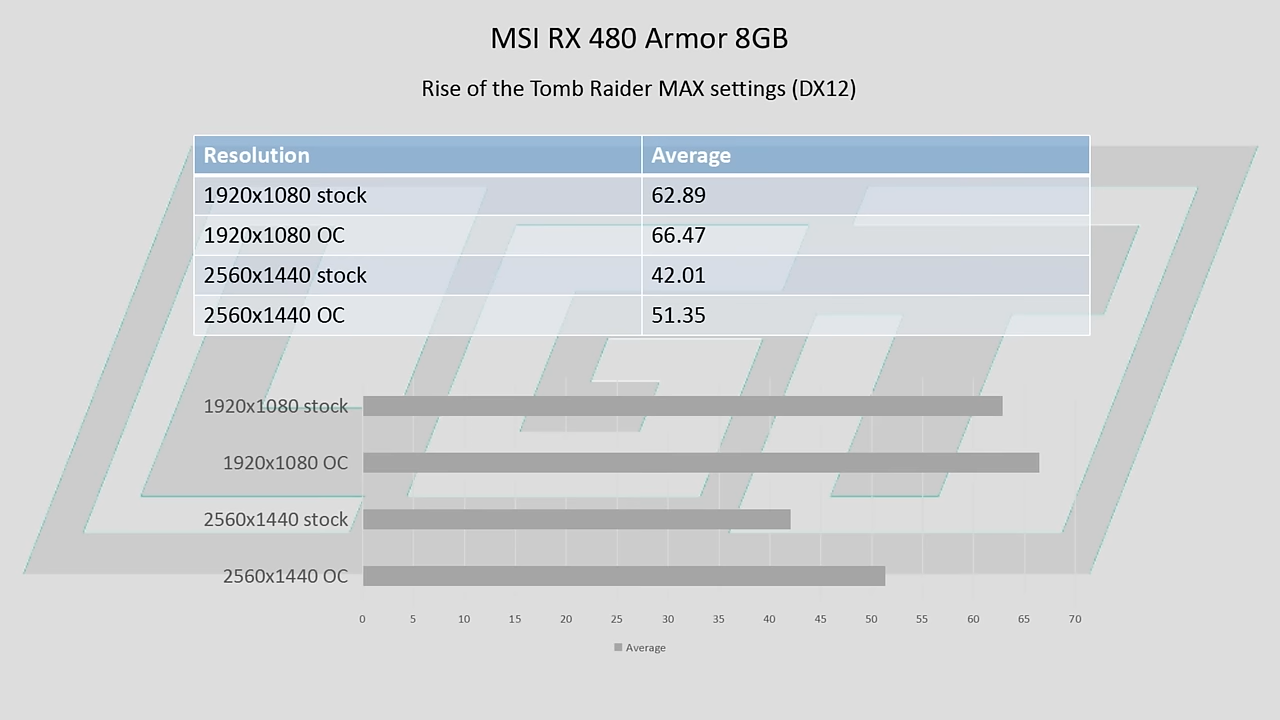 MSI RX 480 Armor 8GB
Rise of the Tomb Raider MAX settings (DX12)
Resolution Average
1920x1080 stock 62.89
1920x1080 OC 66.47
2560x1440 stock 42.01
2560x1440 OC 51.35
1920x1080 stock
1920x1080 OC
2560x1440 stock
2560x1440 OC
0 5 10 15 20 25 30 35 40 45 50 55 60 65 70
Average